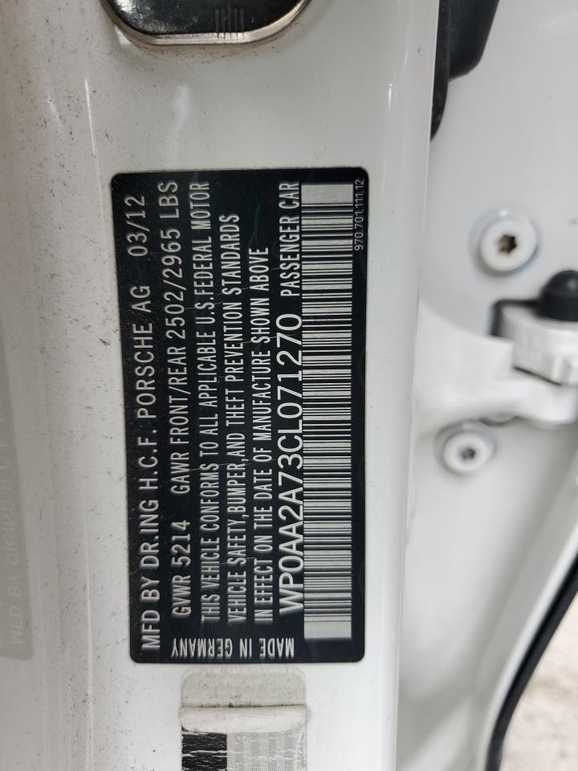 MFD BY DR.ING H.C.F. PORSCHE AG 03/12
GVWR 5214 GAWR FRONT/REAR 2502/2965 LBS
THIS VEHICLE CONFORMS TO ALL APPLICABLE U.S.FEDERAL MOTOR
VEHICLE SAFETY,BUMPER,AND THEFT PREVENTION STANDARDS
IN EFFECT ON THE DATE OF MANUFACTURE SHOWN ABOVE
WP0AA2A73CL071270 PASSENGER CAR
MADE IN GERMANY
970.701.111.12